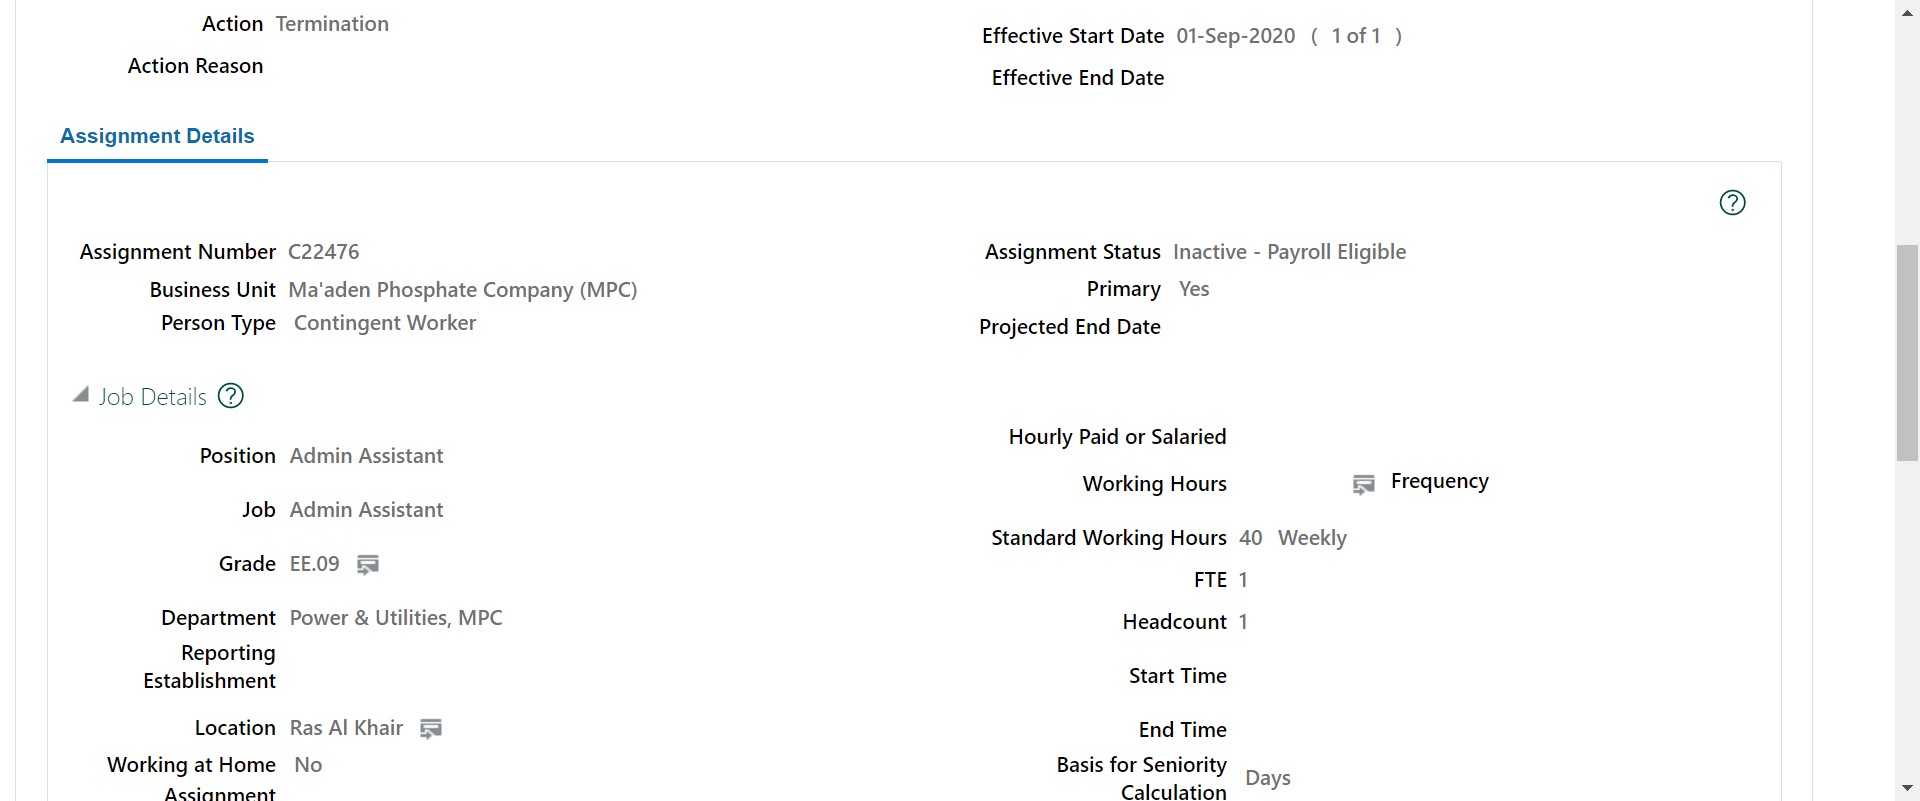 Action Termination
Action Reason
Effective Start Date 01-Sep-2020 ( 1 of 1 )
Effective End Date
Assignment Details
?
Assignment Number C22476
Business Unit Ma'aden Phosphate Company (MPC)
Person Type Contingent Worker
Assignment Status Inactive - Payroll Eligible
Primary Yes
Projected End Date
Job Details ?
Position Admin Assistant
Job Admin Assistant
Grade EE.09
Department Power & Utilities, MPC
Reporting
Establishment
Location Ras Al Khair
Working at Home No
Assignment
Hourly Paid or Salaried
Working Hours Frequency
Standard Working Hours 40 Weekly
FTE 1
Headcount 1
Start Time
End Time
Basis for Seniority
Calculation Days